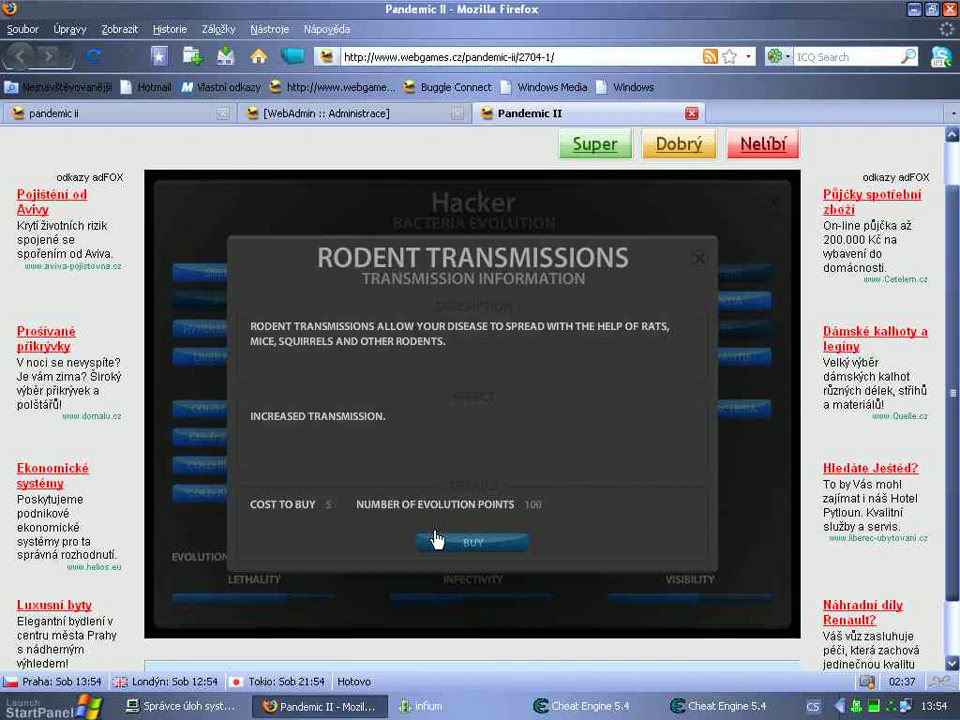 Pandemic II - Mozilla Firefox
Soubor Úpravy Zobrazit Historie Záložky Nástroje Nápověda
http://www.webgames.cz/pandemic-ii/2704-1/
ICQ Search
Nejnavštěvovanější Hotmail Vlastní odkazy http://www.webgame... Buggle Connect Windows Media Windows
pandemic ii
[WebAdmin :: Administrace]
Pandemic II
Super Dobrý Nelíbí
odkazy adFOX
Pojištění od
Avivy
Krytí životních rizik
spojené se
spořením od Aviva.
www.aviva-pojistovna.cz
Prošívané
přikrývky
V noci se nevyspíte?
Je vám zima? Široký
výběr přikrývek a
polštářů!
www.domalu.cz
Ekonomické
systémy
Poskytujeme
podnikové
ekonomické
systémy pro ta
správná rozhodnutí.
www.helios.eu
Luxusní byty
Elegantní bydlení v
centru města Prahy
s nádherným
výhledem!
Hacker
BACTERIA EVOLUTION
RODENT TRANSMISSIONS
TRANSMISSION INFORMATION
DESCRIPTION
RODENT TRANSMISSIONS ALLOW YOUR DISEASE TO SPREAD WITH THE HELP OF RATS,
MICE, SQUIRRELS AND OTHER RODENTS.
EFFECT
INCREASED TRANSMISSION.
DETAILS
COST TO BUY 5 NUMBER OF EVOLUTION POINTS 100
BUY
EVOLUTION
LETHALITY INFECTIVITY VISIBILITY
odkazy adFOX
Půjčky spotřební
zboží
On-line půjčka až
200.000 Kč na
vybavení do
domácnosti.
www.Cetelem.cz
Dámské kalhoty a
legíny
Velký výběr
dámských kalhot
různých délek, střihů
a materiálů!
www.Quelle.cz
Hledáte Ještěd?
To by Vás mohl
zajímat i náš Hotel
Pytloun. Kvalitní
služby a servis.
www.liberec-ubytovani.cz
Náhradní díly
Renault?
Váš vůz zasluhuje
péči, která zachová
jedinečnou kvalitu
Praha: Sob 13:54 Londýn: Sob 12:54 Tokio: Sob 21:54 Hotovo 02:37
Launch
StartPanel
Správce úloh syst... Pandemic II - Mozil... infium Cheat Engine 5.4 Cheat Engine 5.4 CS 13:54